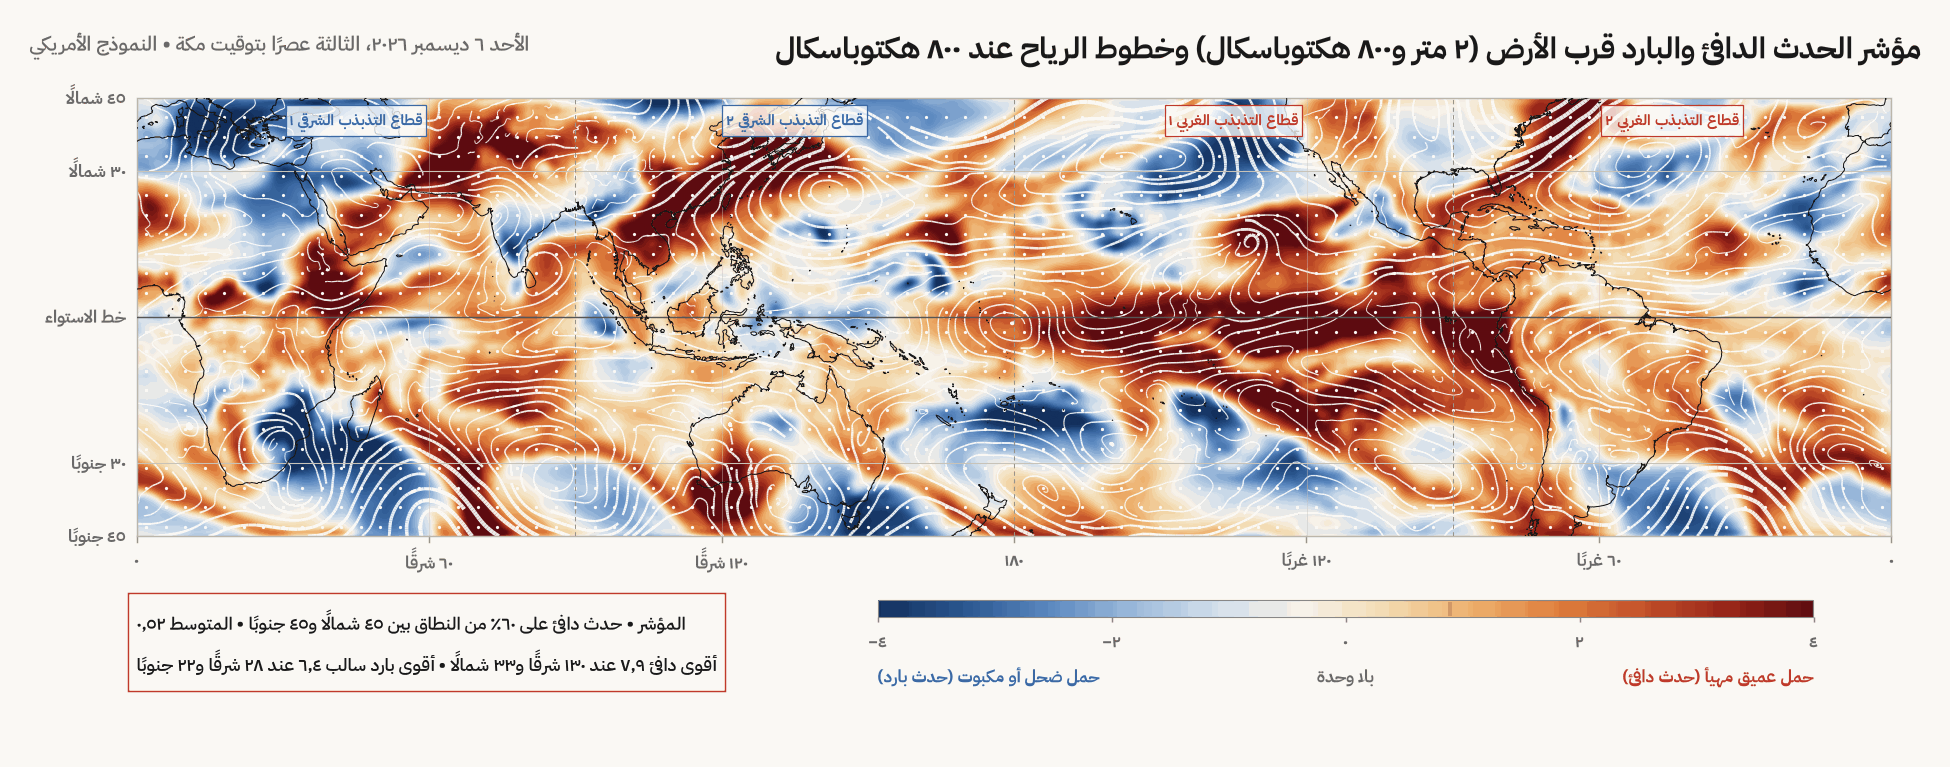 مؤشر الحدث الدافئ والبارد قرب الأرض (٢ متر و٨٠٠ هكتوباسكال) وخطوط الرياح عند ٨٠٠ هكتوباسكال
الأحد ٦ ديسمبر ٢٠٢٦، الثالثة عصرًا بتوقيت مكة • النموذج الأمريكي
قطاع التذبذب الشرقي ١
قطاع التذبذب الشرقي ٢
قطاع التذبذب الغربي ١
قطاع التذبذب الغربي ٢
٤٥ شمالًا
٣٠ شمالًا
خط الاستواء
٣٠ جنوبًا
٤٥ جنوبًا
٠
٦٠ شرقًا
١٢٠ شرقًا
١٨٠
١٢٠ غربًا
٦٠ غربًا
٠
المؤشر • حدث دافئ على ٦٠٪ من النطاق بين ٤٥ شمالًا و٤٥ جنوبًا • المتوسط ٠,٥٢
أقوى دافئ ٧,٩ عند ١٣٠ شرقًا و٣٣ شمالًا • أقوى بارد سالب ٦,٤ عند ٢٨ شرقًا و٢٢ جنوبًا
−٤
−٢
٠
٢
٤
حمل عميق مهيأ (حدث دافئ)
بلا وحدة
حمل ضحل أو مكبوت (حدث بارد)